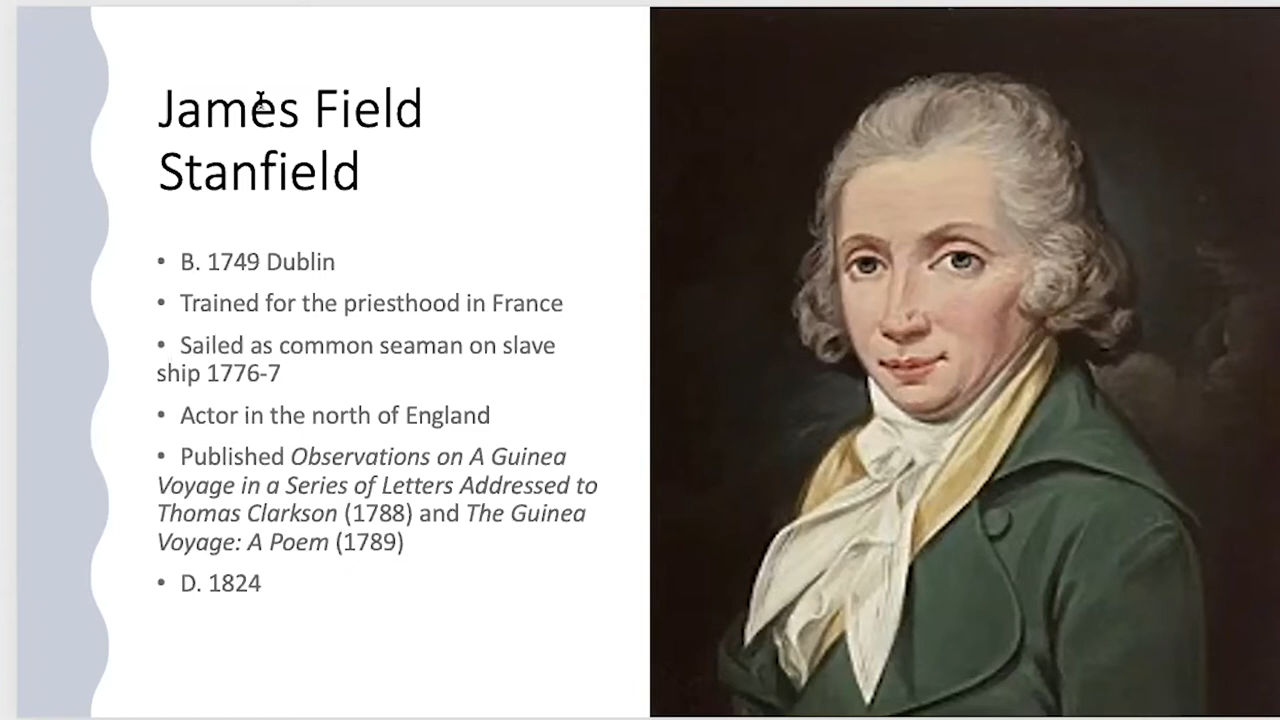 James Field
Stanfield
• B. 1749 Dublin
• Trained for the priesthood in France
• Sailed as common seaman on slave
ship 1776-7
• Actor in the north of England
• Published Observations on A Guinea
Voyage in a Series of Letters Addressed to
Thomas Clarkson (1788) and The Guinea
Voyage: A Poem (1789)
• D. 1824